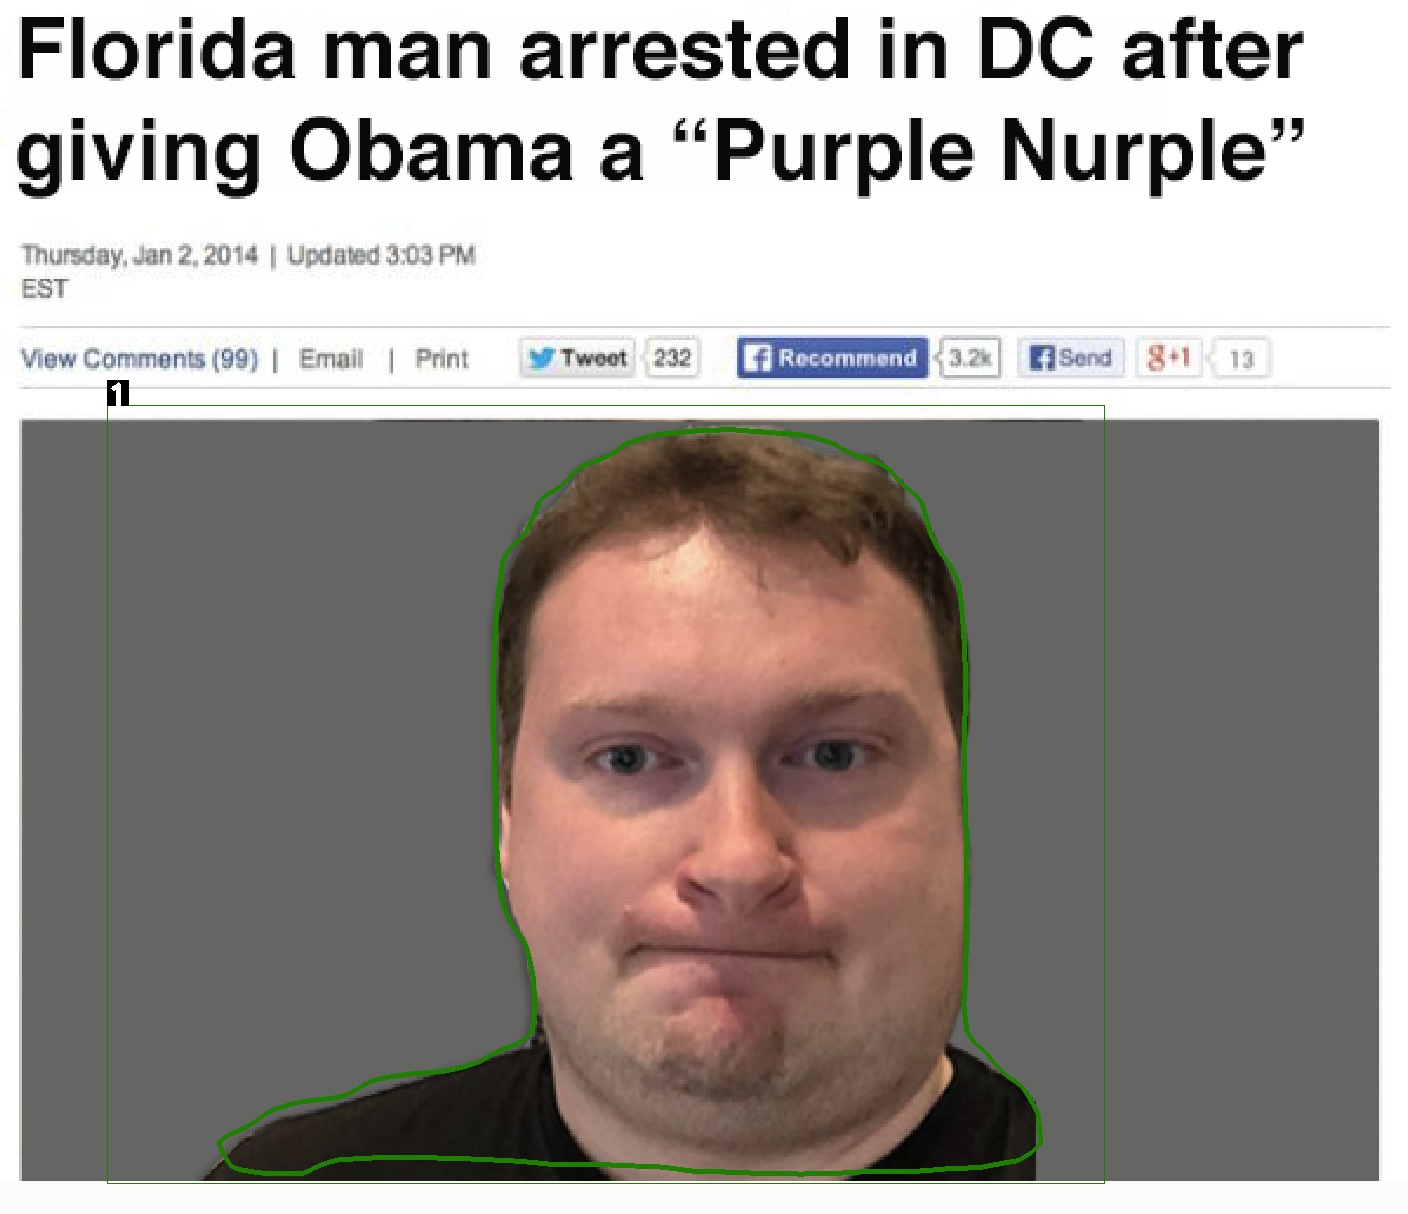 Florida man arrested in DC after
giving Obama a “Purple Nurple”
Thursday, Jan 2, 2014 | Updated 3:03 PM
EST
View Comments (99) | Email | Print Tweet 232 Recommend 3.2k Send +1 13
1